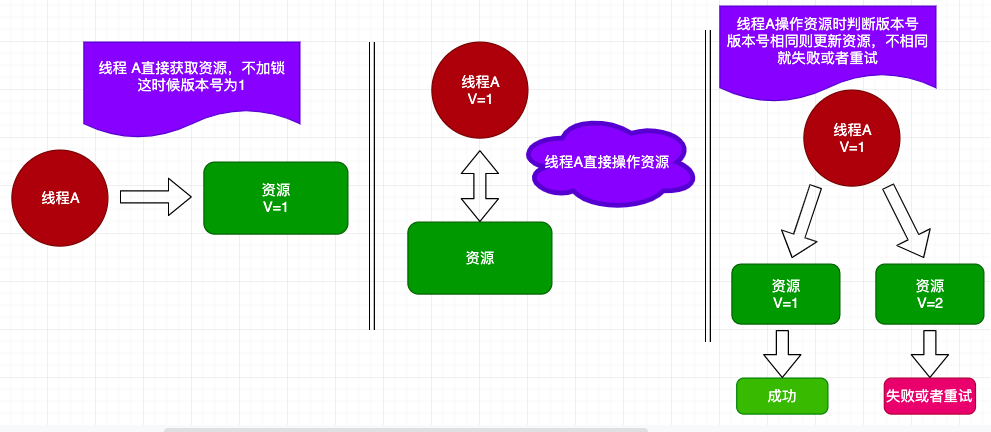 线程 A直接获取资源，不加锁
这时候版本号为1
线程A
资源
V=1
线程A
V=1
线程A直接操作资源
资源
线程A操作资源时判断版本号
版本号相同则更新资源，不相同
就失败或者重试
线程A
V=1
资源
V=1
资源
V=2
成功
失败或者重试